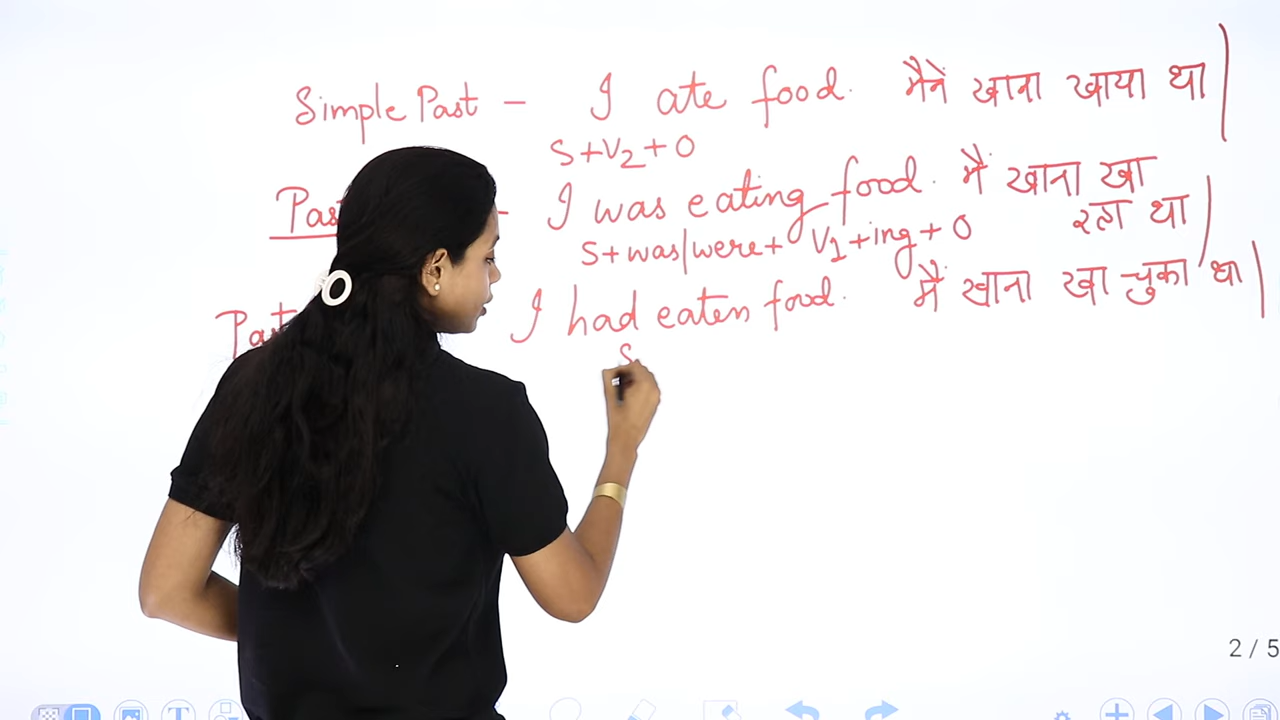 Simple Past - I ate food. मैंने खाना खाया था|
S+V2+O
Past - I was eating food. मैं खाना खा
रहा था|
S+was/were+ V1+ing+O
Past I had eaten food. मैं खाना खा चुका था|
S
2 / 5